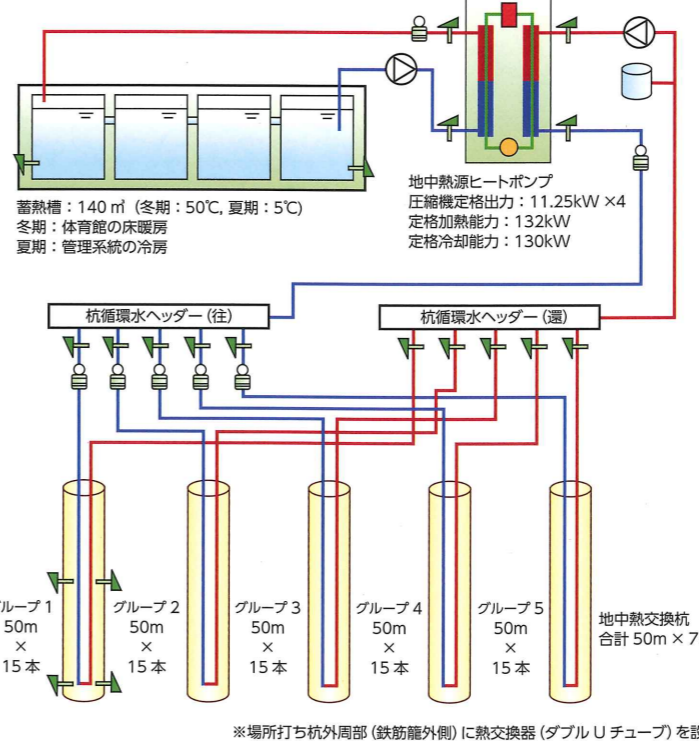 蓄熱槽：140 ㎥（冬期：50℃, 夏期：5℃）
冬期：体育館の床暖房
夏期：管理系統の冷房
地中熱源ヒートポンプ
圧縮機定格出力：11.25kW ×4
定格加熱能力：132kW
定格冷却能力：130kW
杭循環水ヘッダー（往）
杭循環水ヘッダー（還）
ループ 1
50m
×
15 本
グループ 2
50m
×
15 本
グループ 3
50m
×
15 本
グループ 4
50m
×
15 本
グループ 5
50m
×
15 本
地中熱交換杭
合計 50m × 7
※場所打ち杭外周部（鉄筋籠外側）に熱交換器（ダブル U チューブ）を